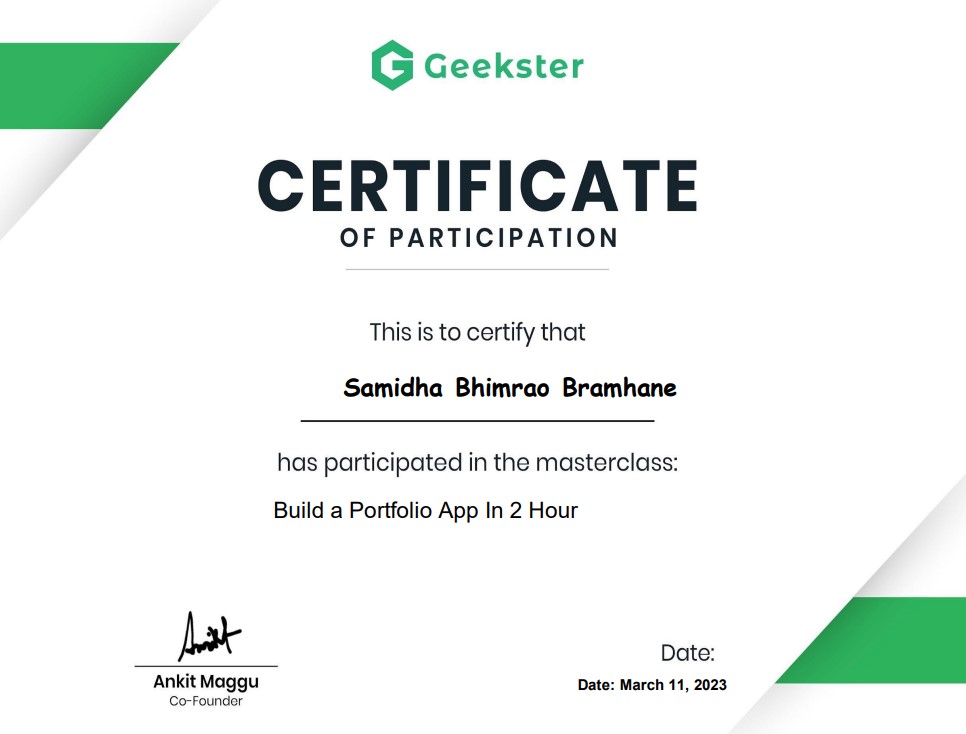 Geekster
CERTIFICATE
OF PARTICIPATION
This is to certify that
Samidha Bhimrao Bramhane
has participated in the masterclass:
Build a Portfolio App In 2 Hour
Ankit
Ankit Maggu
Co-Founder
Date:
Date: March 11, 2023